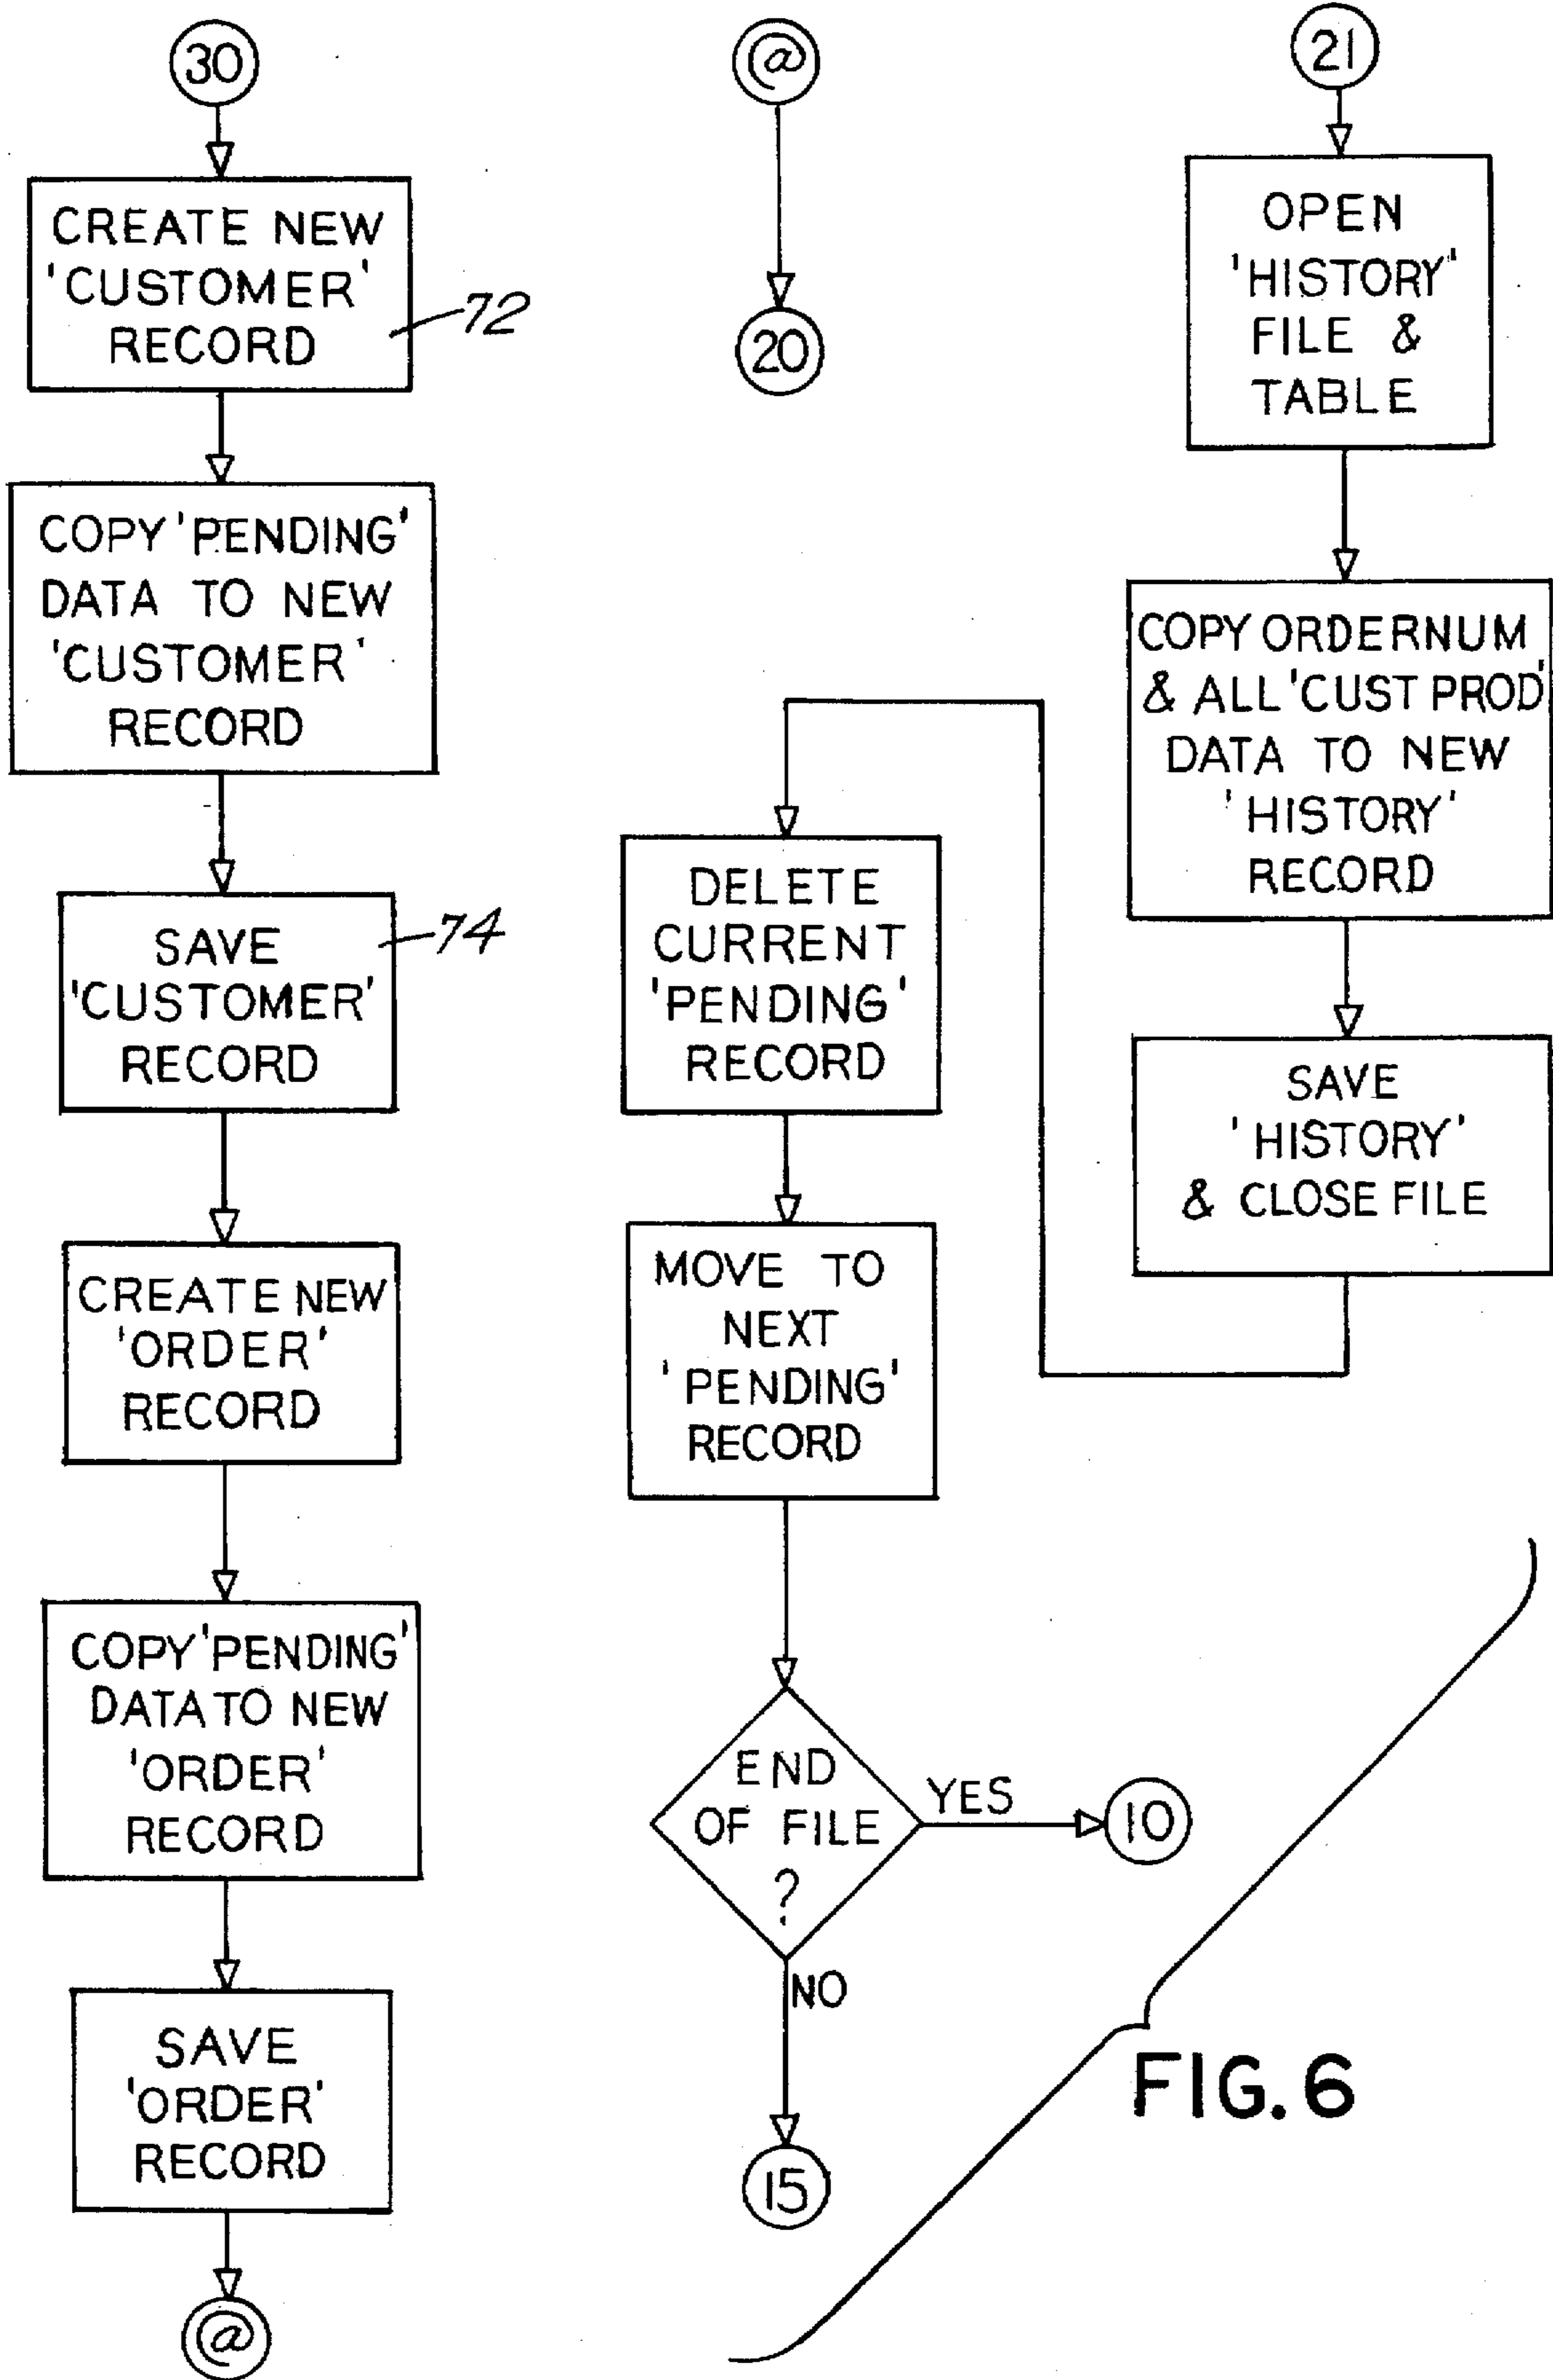 30
CREATE NEW
'CUSTOMER'
RECORD
72
COPY 'PENDING'
DATA TO NEW
'CUSTOMER'
RECORD
SAVE
'CUSTOMER'
RECORD
74
CREATE NEW
'ORDER'
RECORD
COPY 'PENDING'
DATA TO NEW
'ORDER'
RECORD
SAVE
'ORDER'
RECORD
@
@
20
21
OPEN
'HISTORY'
FILE &
TABLE
COPY ORDERNUM
& ALL 'CUST PROD'
DATA TO NEW
'HISTORY'
RECORD
SAVE
'HISTORY'
& CLOSE FILE
DELETE
CURRENT
'PENDING'
RECORD
MOVE TO
NEXT
'PENDING'
RECORD
END
OF FILE
?
YES
10
NO
15
FIG. 6